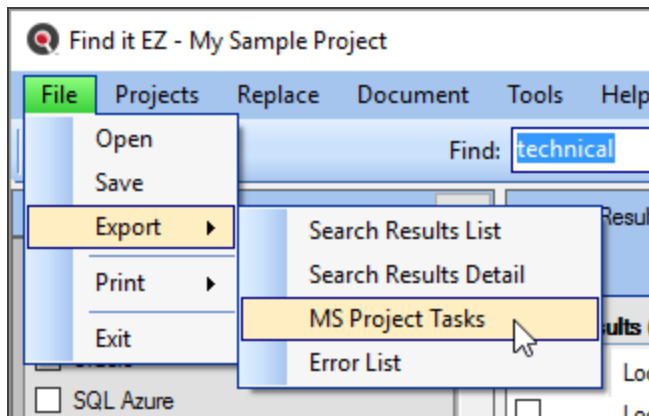 Find it EZ - My Sample Project
File Projects Replace Document Tools Help
Find: technical
Open
Save
Export
Print
Exit
Search Results List
Search Results Detail
MS Project Tasks
Error List
SQL Azure